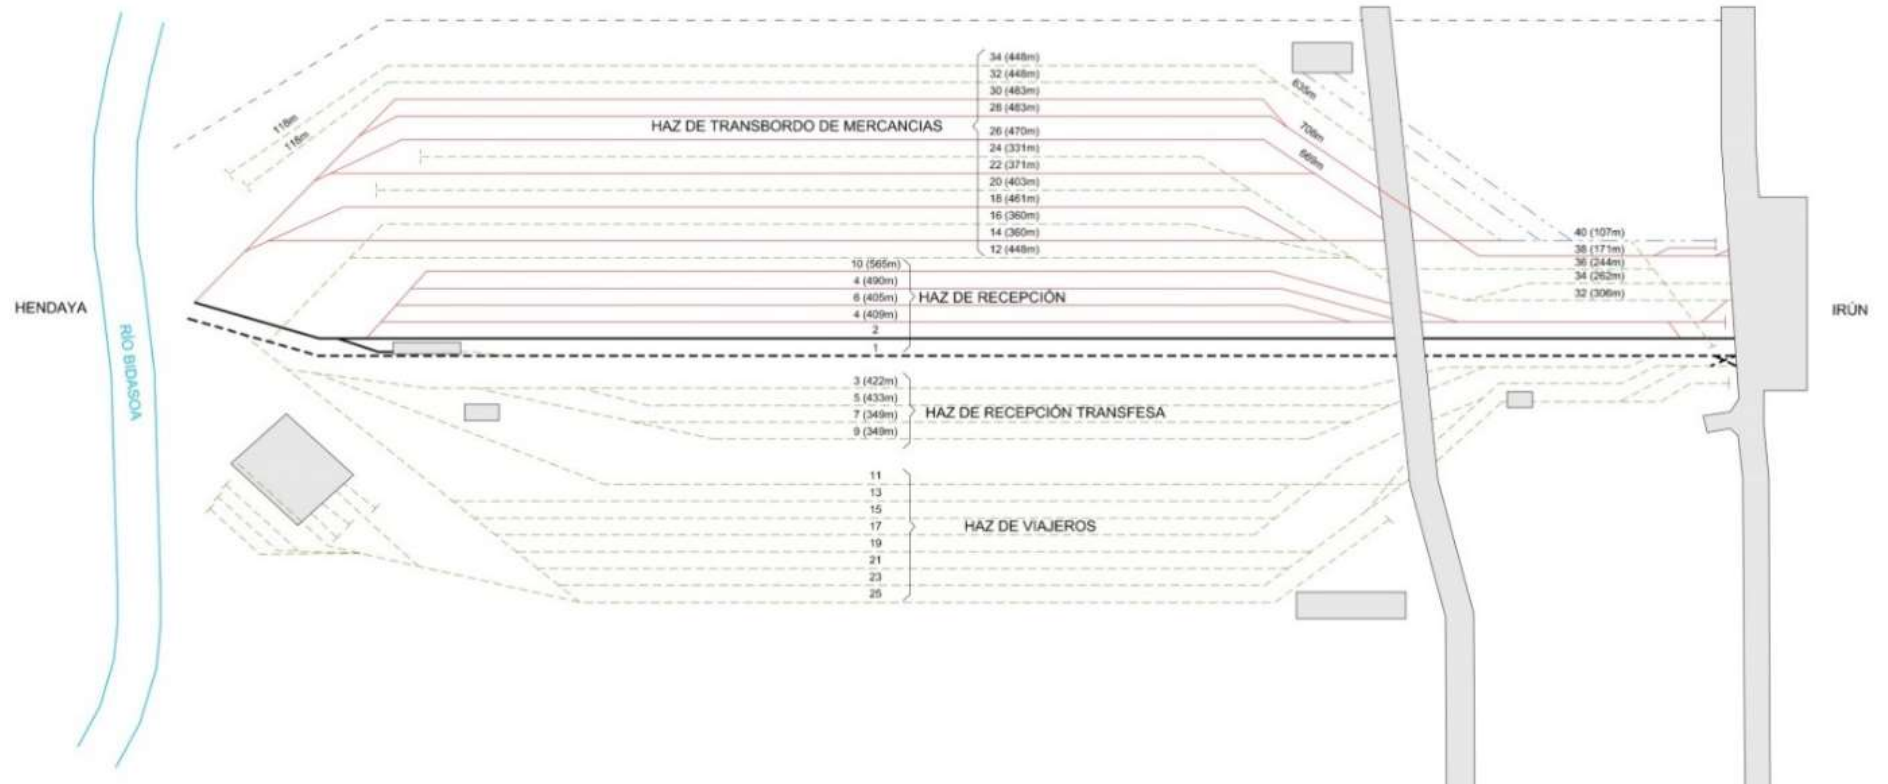 118m
118m
34 (448m)
32 (448m)
30 (483m)
28 (483m)
26 (470m)
24 (331m)
22 (371m)
20 (403m)
18 (461m)
16 (360m)
14 (360m)
12 (448m)
HAZ DE TRANSBORDO DE MERCANCIAS
635m
708m
669m
40 (107m)
38 (171m)
36 (244m)
34 (262m)
32 (306m)
10 (565m)
4 (490m)
6 (405m)
4 (409m)
2
1
HAZ DE RECEPCIÓN
HENDAYA
RÍO BIDASOA
IRÚN
3 (422m)
5 (433m)
7 (349m)
9 (349m)
HAZ DE RECEPCIÓN TRANSFESA
11
13
15
17
19
21
23
25
HAZ DE VIAJEROS